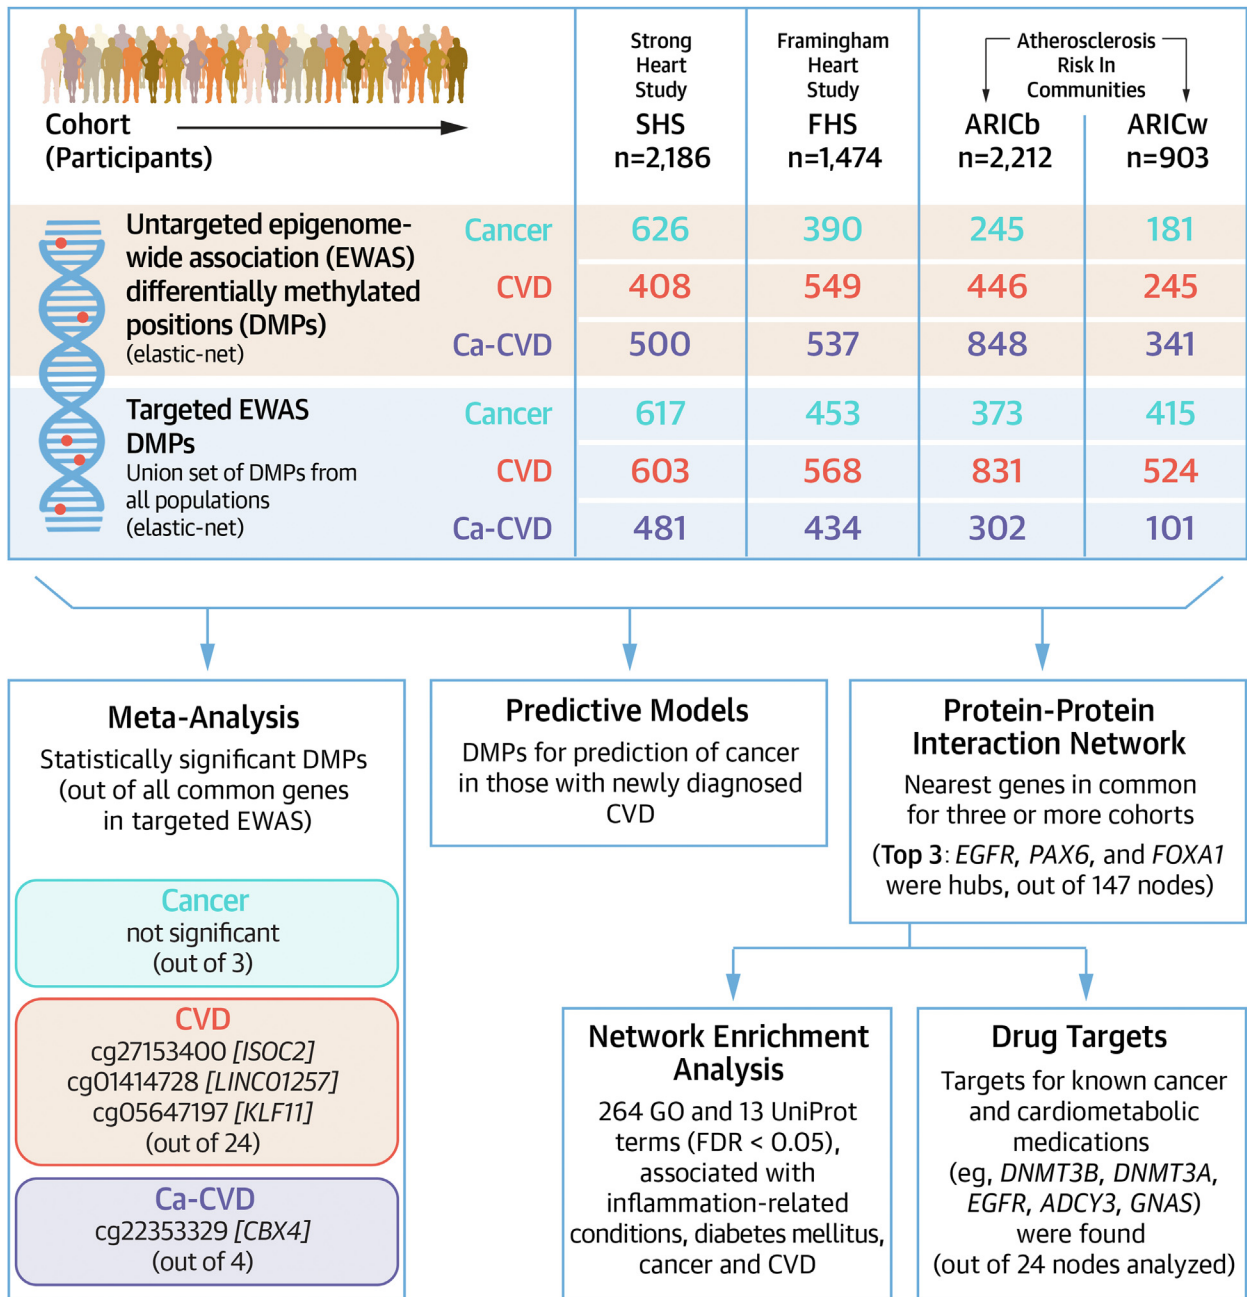 Cohort
(Participants)
Strong
Heart
Study
SHS
n=2,186
Framingham
Heart
Study
FHS
n=1,474
Atherosclerosis
Risk In
Communities
ARICb
n=2,212
ARICw
n=903
Untargeted epigenome-
wide association (EWAS)
differentially methylated
positions (DMPs)
(elastic-net)
Cancer 626 390 245 181
CVD 408 549 446 245
Ca-CVD 500 537 848 341
Targeted EWAS
DMPs
Union set of DMPs from
all populations
(elastic-net)
Cancer 617 453 373 415
CVD 603 568 831 524
Ca-CVD 481 434 302 101
Meta-Analysis
Statistically significant DMPs
(out of all common genes
in targeted EWAS)
Cancer
not significant
(out of 3)
CVD
cg27153400 [ISOC2]
cg01414728 [LINC01257]
cg05647197 [KLF11]
(out of 24)
Ca-CVD
cg22353329 [CBX4]
(out of 4)
Predictive Models
DMPs for prediction of cancer
in those with newly diagnosed
CVD
Protein-Protein
Interaction Network
Nearest genes in common
for three or more cohorts
(Top 3: EGFR, PAX6, and FOXA1
were hubs, out of 147 nodes)
Network Enrichment
Analysis
264 GO and 13 UniProt
terms (FDR < 0.05),
associated with
inflammation-related
conditions, diabetes mellitus,
cancer and CVD
Drug Targets
Targets for known cancer
and cardiometabolic
medications
(eg, DNMT3B, DNMT3A,
EGFR, ADCY3, GNAS)
were found
(out of 24 nodes analyzed)